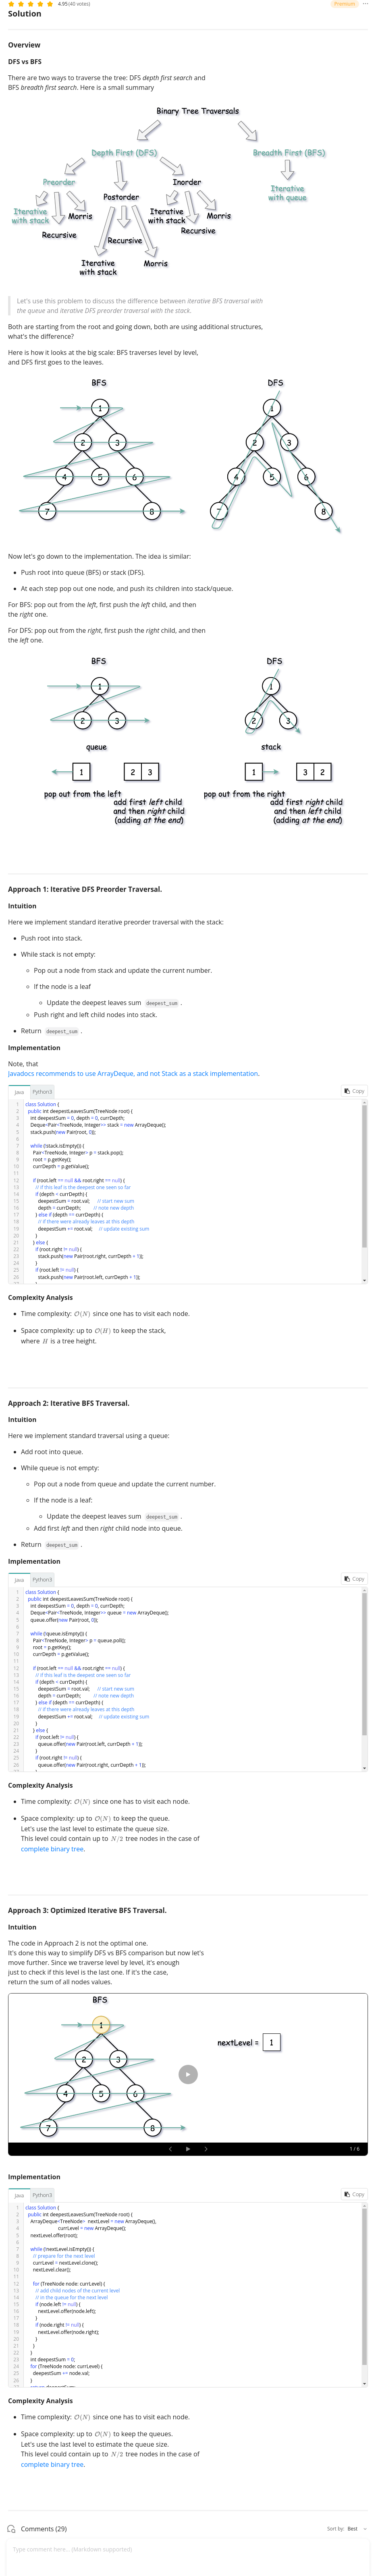 4.95 (40 votes)
Premium
Solution
Overview
DFS vs BFS
There are two ways to traverse the tree: DFS depth first search and
BFS breadth first search. Here is a small summary
Binary Tree Traversals
Depth First (DFS)
Breadth First (BFS)
Preorder
Postorder
Inorder
Iterative
with queue
Iterative
with stack
Morris
Recursive
Iterative
with stack
Morris
Recursive
Recursive
Iterative
with stack
Morris
Let's use this problem to discuss the difference between iterative BFS traversal with
the queue and iterative DFS preorder traversal with the stack.
Both are starting from the root and going down, both are using additional structures,
what's the difference?
Here is how it looks at the big scale: BFS traverses level by level,
and DFS first goes to the leaves.
BFS
DFS
1
1
2 3
2 3
4 5 6
4 5 6
7 8
7 8
Now let's go down to the implementation. The idea is similar:
• Push root into queue (BFS) or stack (DFS).
• At each step pop out one node, and push its children into stack/queue.
For BFS: pop out from the left, first push the left child, and then
the right one.
For DFS: pop out from the right, first push the right child, and then
the left one.
BFS
DFS
1
1
2 3
2 3
queue
stack
1 2 3
1 3 2
pop out from the left
add first left child
and then right child
(adding at the end)
pop out from the right
add first right child
and then left child
(adding at the end)
Approach 1: Iterative DFS Preorder Traversal.
Intuition
Here we implement standard iterative preorder traversal with the stack:
• Push root into stack.
• While stack is not empty:
◦ Pop out a node from stack and update the current number.
◦ If the node is a leaf
◦ Update the deepest leaves sum deepest_sum .
◦ Push right and left child nodes into stack.
• Return deepest_sum .
Implementation
Note, that
Javadocs recommends to use ArrayDeque, and not Stack as a stack implementation.
Java Python3
Copy
1 class Solution {
2 public int deepestLeavesSum(TreeNode root) {
3 int deepestSum = 0, depth = 0, currDepth;
4 Deque<Pair<TreeNode, Integer>> stack = new ArrayDeque();
5 stack.push(new Pair(root, 0));
6
7 while (!stack.isEmpty()) {
8 Pair<TreeNode, Integer> p = stack.pop();
9 root = p.getKey();
10 currDepth = p.getValue();
11
12 if (root.left == null && root.right == null) {
13 // if this leaf is the deepest one seen so far
14 if (depth < currDepth) {
15 deepestSum = root.val; // start new sum
16 depth = currDepth; // note new depth
17 } else if (depth == currDepth) {
18 // if there were already leaves at this depth
19 deepestSum += root.val; // update existing sum
20 }
21 } else {
22 if (root.right != null) {
23 stack.push(new Pair(root.right, currDepth + 1));
24 }
25 if (root.left != null) {
26 stack.push(new Pair(root.left, currDepth + 1));
Complexity Analysis
• Time complexity: O(N) since one has to visit each node.
• Space complexity: up to O(H) to keep the stack,
where H is a tree height.
Approach 2: Iterative BFS Traversal.
Intuition
Here we implement standard traversal using a queue:
• Add root into queue.
• While queue is not empty:
◦ Pop out a node from queue and update the current number.
◦ If the node is a leaf:
◦ Update the deepest leaves sum deepest_sum .
◦ Add first left and then right child node into queue.
• Return deepest_sum .
Implementation
Java Python3
Copy
1 class Solution {
2 public int deepestLeavesSum(TreeNode root) {
3 int deepestSum = 0, depth = 0, currDepth;
4 Deque<Pair<TreeNode, Integer>> queue = new ArrayDeque();
5 queue.offer(new Pair(root, 0));
6
7 while (!queue.isEmpty()) {
8 Pair<TreeNode, Integer> p = queue.poll();
9 root = p.getKey();
10 currDepth = p.getValue();
11
12 if (root.left == null && root.right == null) {
13 // if this leaf is the deepest one seen so far
14 if (depth < currDepth) {
15 deepestSum = root.val; // start new sum
16 depth = currDepth; // note new depth
17 } else if (depth == currDepth) {
18 // if there were already leaves at this depth
19 deepestSum += root.val; // update existing sum
20 }
21 } else {
22 if (root.left != null) {
23 queue.offer(new Pair(root.left, currDepth + 1));
24 }
25 if (root.right != null) {
26 queue.offer(new Pair(root.right, currDepth + 1));
Complexity Analysis
• Time complexity: O(N) since one has to visit each node.
• Space complexity: up to O(N) to keep the queue.
Let's use the last level to estimate the queue size.
This level could contain up to N/2 tree nodes in the case of
complete binary tree.
Approach 3: Optimized Iterative BFS Traversal.
Intuition
The code in Approach 2 is not the optimal one.
It's done this way to simplify DFS vs BFS comparison but now let's
move further. Since we traverse level by level, it's enough
just to check if this level is the last one. If it's the case,
return the sum of all nodes values.
BFS
1
nextLevel = 1
2 3
4 5 6
7 8
1 / 6
Implementation
Java Python3
Copy
1 class Solution {
2 public int deepestLeavesSum(TreeNode root) {
3 ArrayDeque<TreeNode> nextLevel = new ArrayDeque(),
4 currLevel = new ArrayDeque();
5 nextLevel.offer(root);
6
7 while (!nextLevel.isEmpty()) {
8 // prepare for the next level
9 currLevel = nextLevel.clone();
10 nextLevel.clear();
11
12 for (TreeNode node: currLevel) {
13 // add child nodes of the current level
14 // in the queue for the next level
15 if (node.left != null) {
16 nextLevel.offer(node.left);
17 }
18 if (node.right != null) {
19 nextLevel.offer(node.right);
20 }
21 }
22 }
23 int deepestSum = 0;
24 for (TreeNode node: currLevel) {
25 deepestSum += node.val;
26 }
Complexity Analysis
• Time complexity: O(N) since one has to visit each node.
• Space complexity: up to O(N) to keep the queues.
Let's use the last level to estimate the queue size.
This level could contain up to N/2 tree nodes in the case of
complete binary tree.
Comments (29)
Sort by: Best
Type comment here... (Markdown supported)